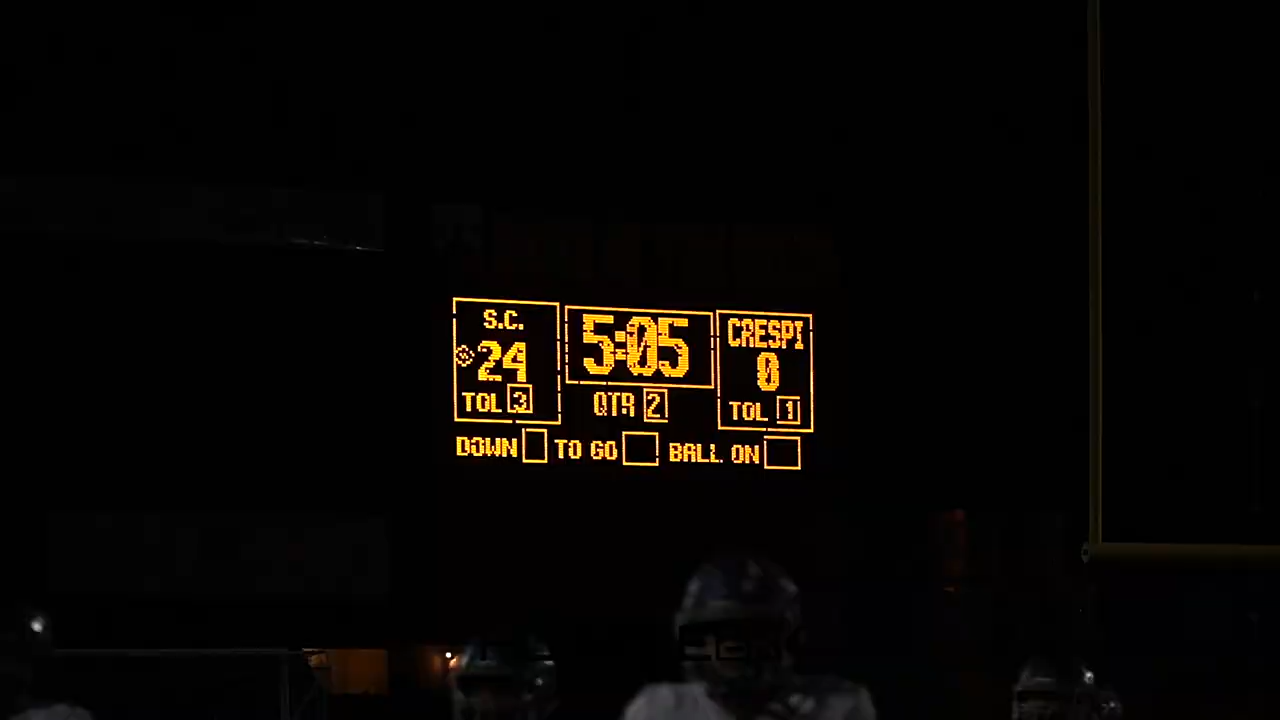 S.C.
24
TOL 3
5:05
QTR 2
CRESPI
0
TOL 1
DOWN TO GO BALL ON